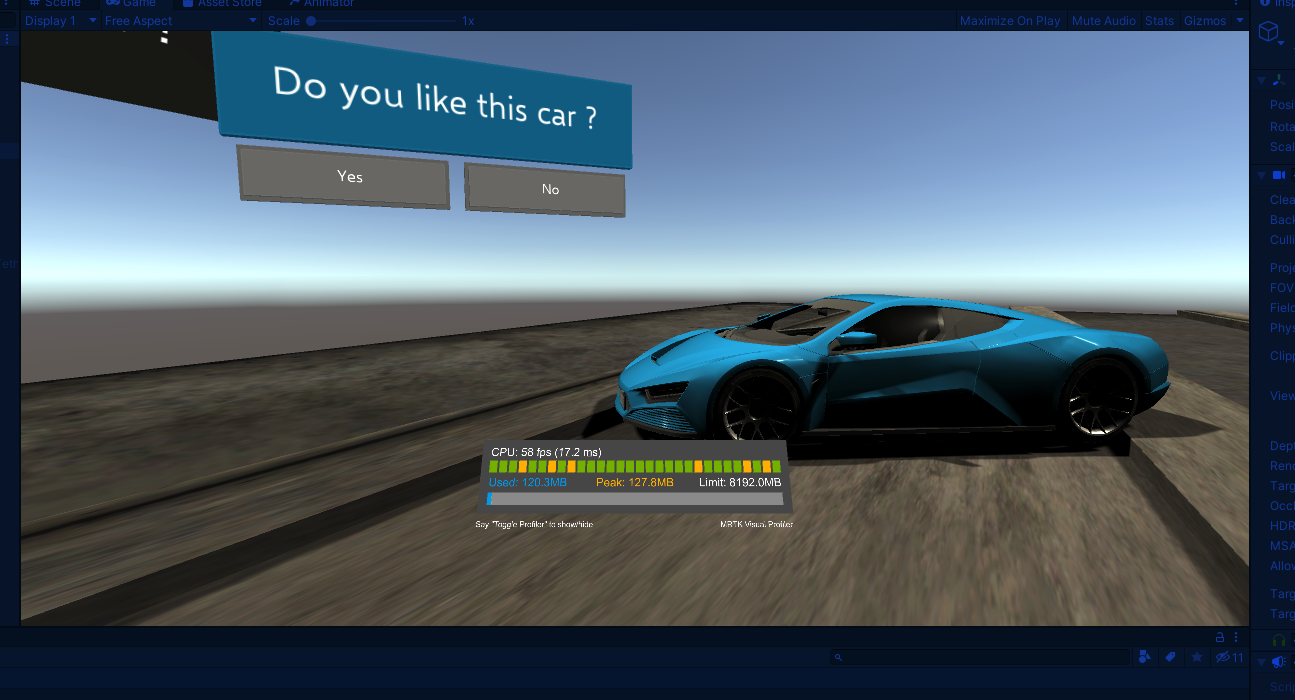 Scene Game Asset Store Animator
Display 1 Free Aspect Scale 1x Maximize On Play Mute Audio Stats Gizmos
Do you like this car ?
Yes
No
CPU: 58 fps (17.2 ms)
Used: 120.3MB Peak: 127.8MB Limit: 8192.0MB
Say "Toggle Profiler" to show/hide MRTK Visual Profiler
11
Insp
Posi
Rota
Scal
Clea
Back
Culli
Proj
FOV
Field
Phys
Clipp
View
Dept
Rend
Targ
Occl
HDR
MSA
Allow
Targ
Targ
Scri